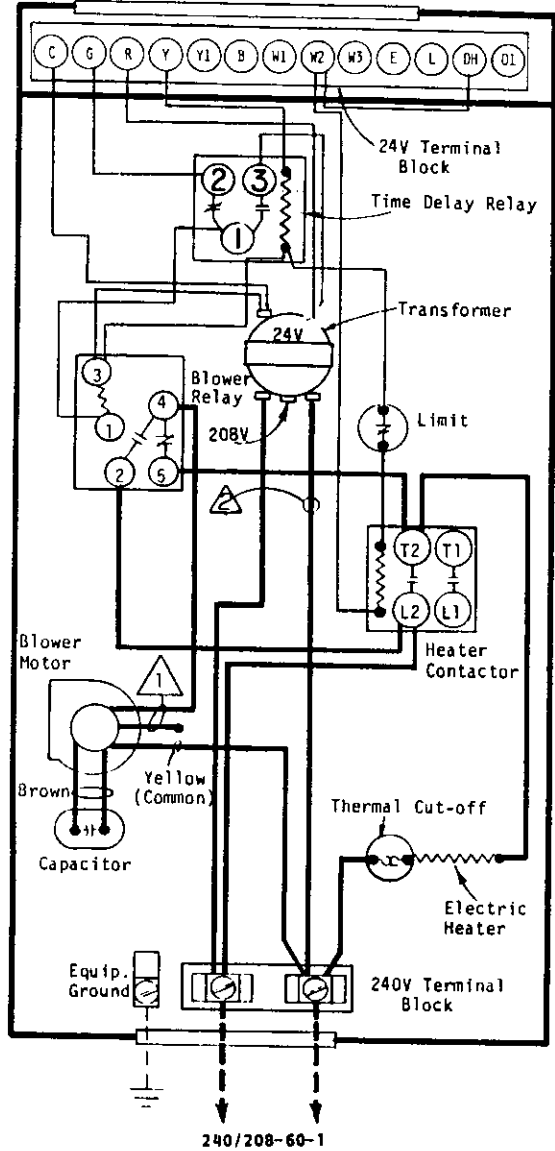 C G R Y Y1 B W1 W2 W3 E L DH O1
24V Terminal
Block
2 3
Time Delay Relay
1
Transformer
24V
3
Blower
Relay
4
Limit
1
208V
2 5
2
T2 T1
L2 L1
Blower
Motor
Heater
Contactor
1
Yellow
(Common)
Brown
Thermal Cut-off
Capacitor
Electric
Heater
Equip.
Ground
240V Terminal
Block
240/208-60-1